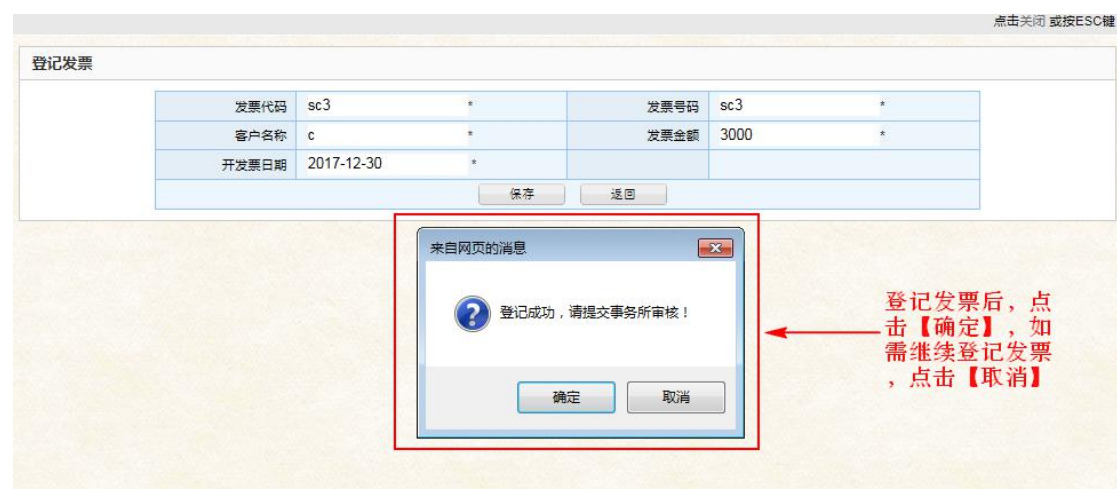 点击关闭 或按ESC键
登记发票
发票代码 sc3 * 发票号码 sc3 *
客户名称 c * 发票金额 3000 *
开发票日期 2017-12-30 *
保存 返回
来自网页的消息
登记成功，请提交事务所审核！
确定 取消
登记发票后，点
击【确定】，如
需继续登记发票
，点击【取消】